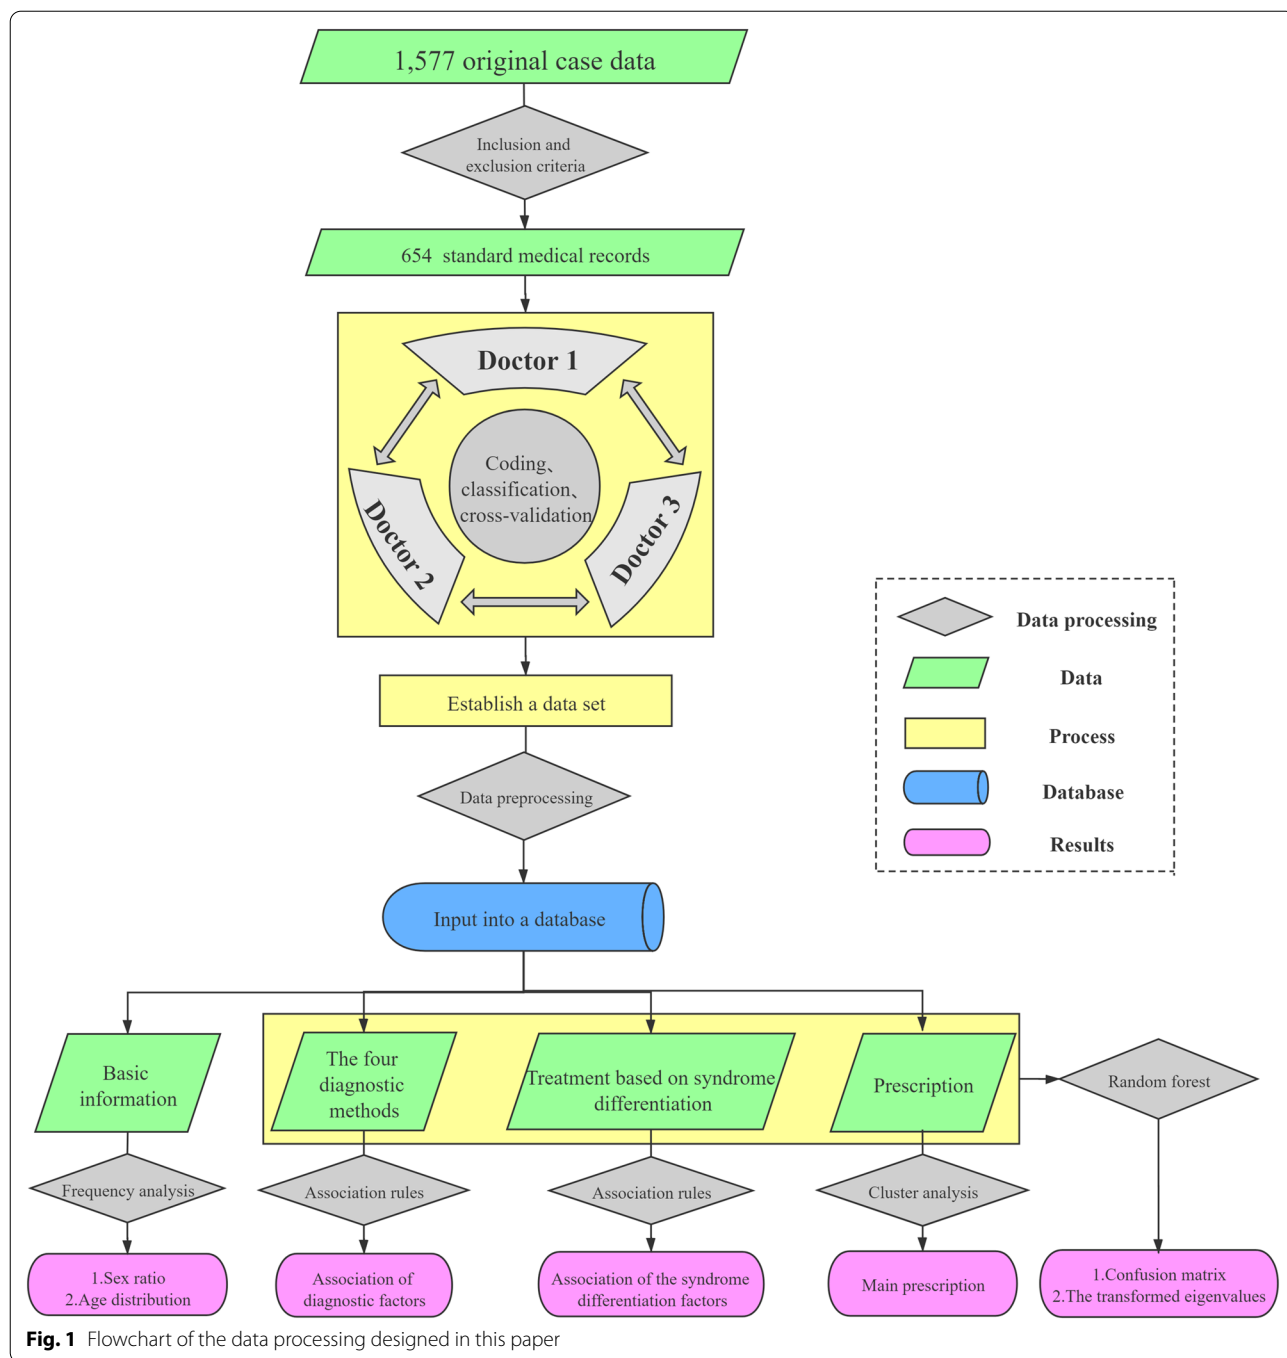 1,577 original case data
Inclusion and
exclusion criteria
654 standard medical records
Doctor 1
Coding、
classification、
cross-validation
Doctor 2
Doctor 3
Establish a data set
Data preprocessing
Input into a database
Data processing
Data
Process
Database
Results
Basic
information
The four
diagnostic
methods
Treatment based on syndrome
differentiation
Prescription
Random forest
Frequency analysis
Association rules
Association rules
Cluster analysis
1.Sex ratio
2.Age distribution
Association of
diagnostic factors
Association of the syndrome
differentiation factors
Main prescription
1.Confusion matrix
2.The transformed eigenvalues
Fig. 1 Flowchart of the data processing designed in this paper